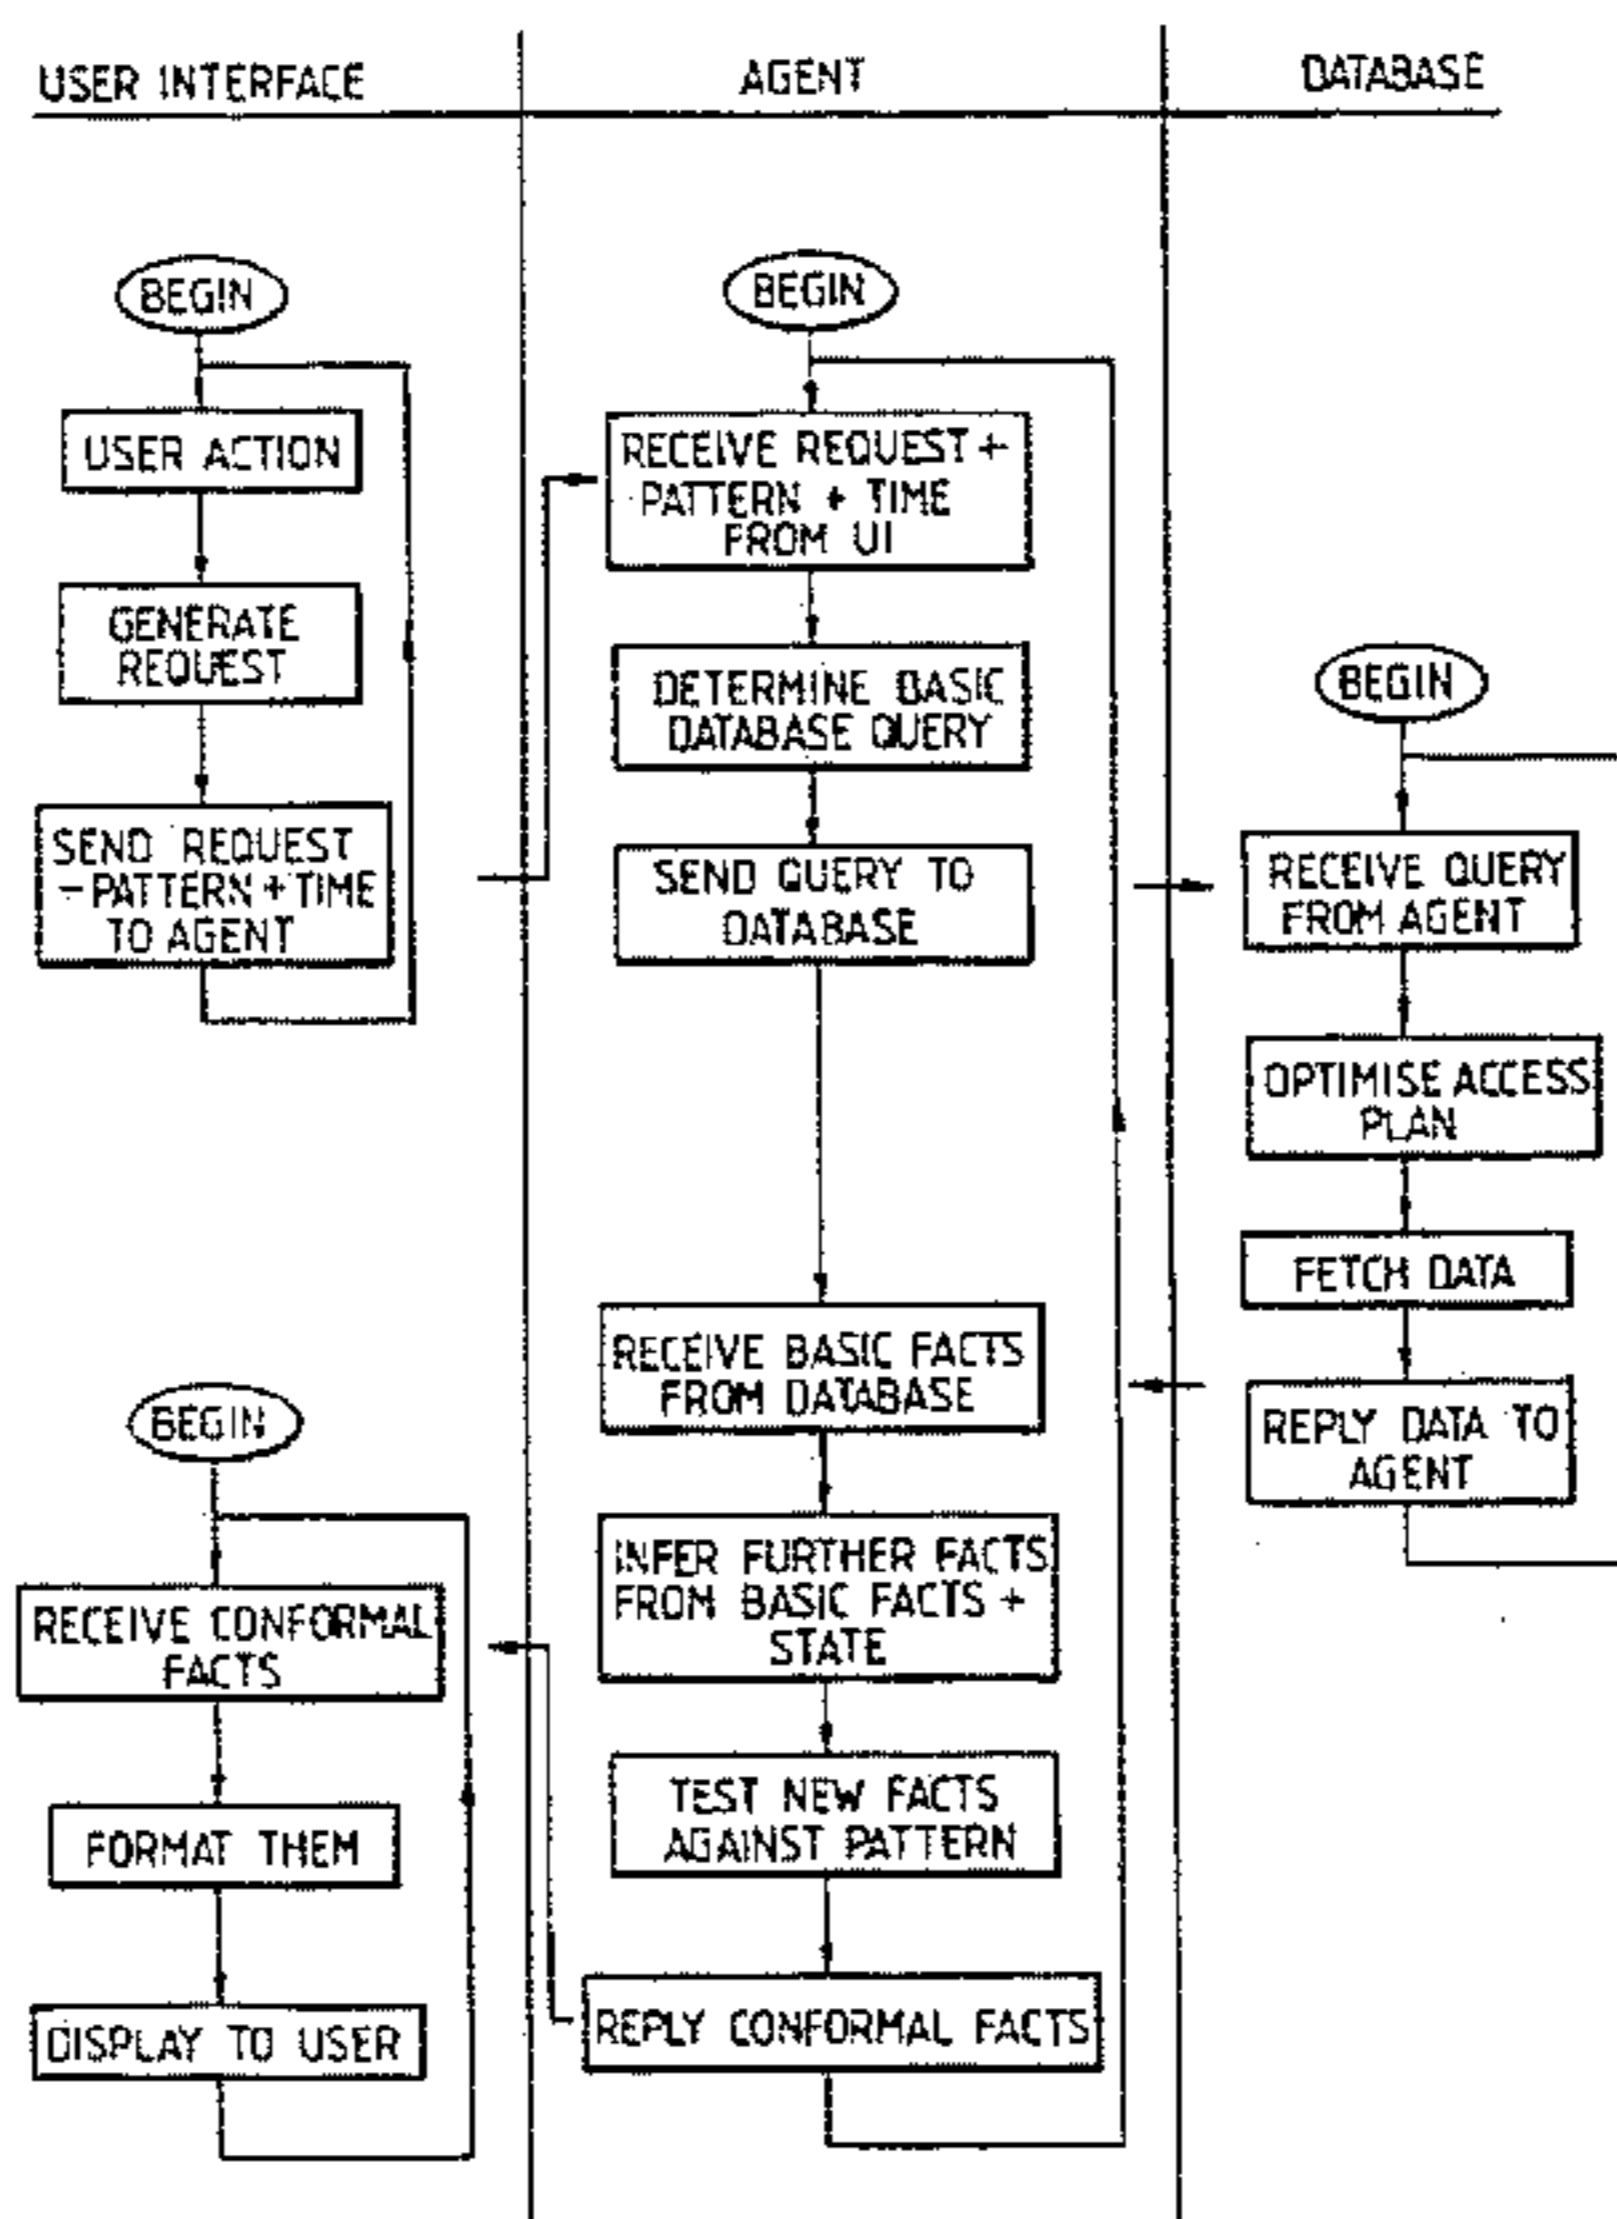 USER INTERFACE
AGENT
DATABASE
BEGIN
USER ACTION
GENERATE
REQUEST
SEND REQUEST
-PATTERN+TIME
TO AGENT
BEGIN
RECEIVE CONFORMAL
FACTS
FORMAT THEM
DISPLAY TO USER
BEGIN
RECEIVE REQUEST+
PATTERN + TIME
FROM UI
DETERMINE BASIC
DATABASE QUERY
SEND QUERY TO
DATABASE
RECEIVE BASIC FACTS
FROM DATABASE
INFER FURTHER FACTS
FROM BASIC FACTS +
STATE
TEST NEW FACTS
AGAINST PATTERN
REPLY CONFORMAL FACTS
BEGIN
RECEIVE QUERY
FROM AGENT
OPTIMISE ACCESS
PLAN
FETCH DATA
REPLY DATA TO
AGENT